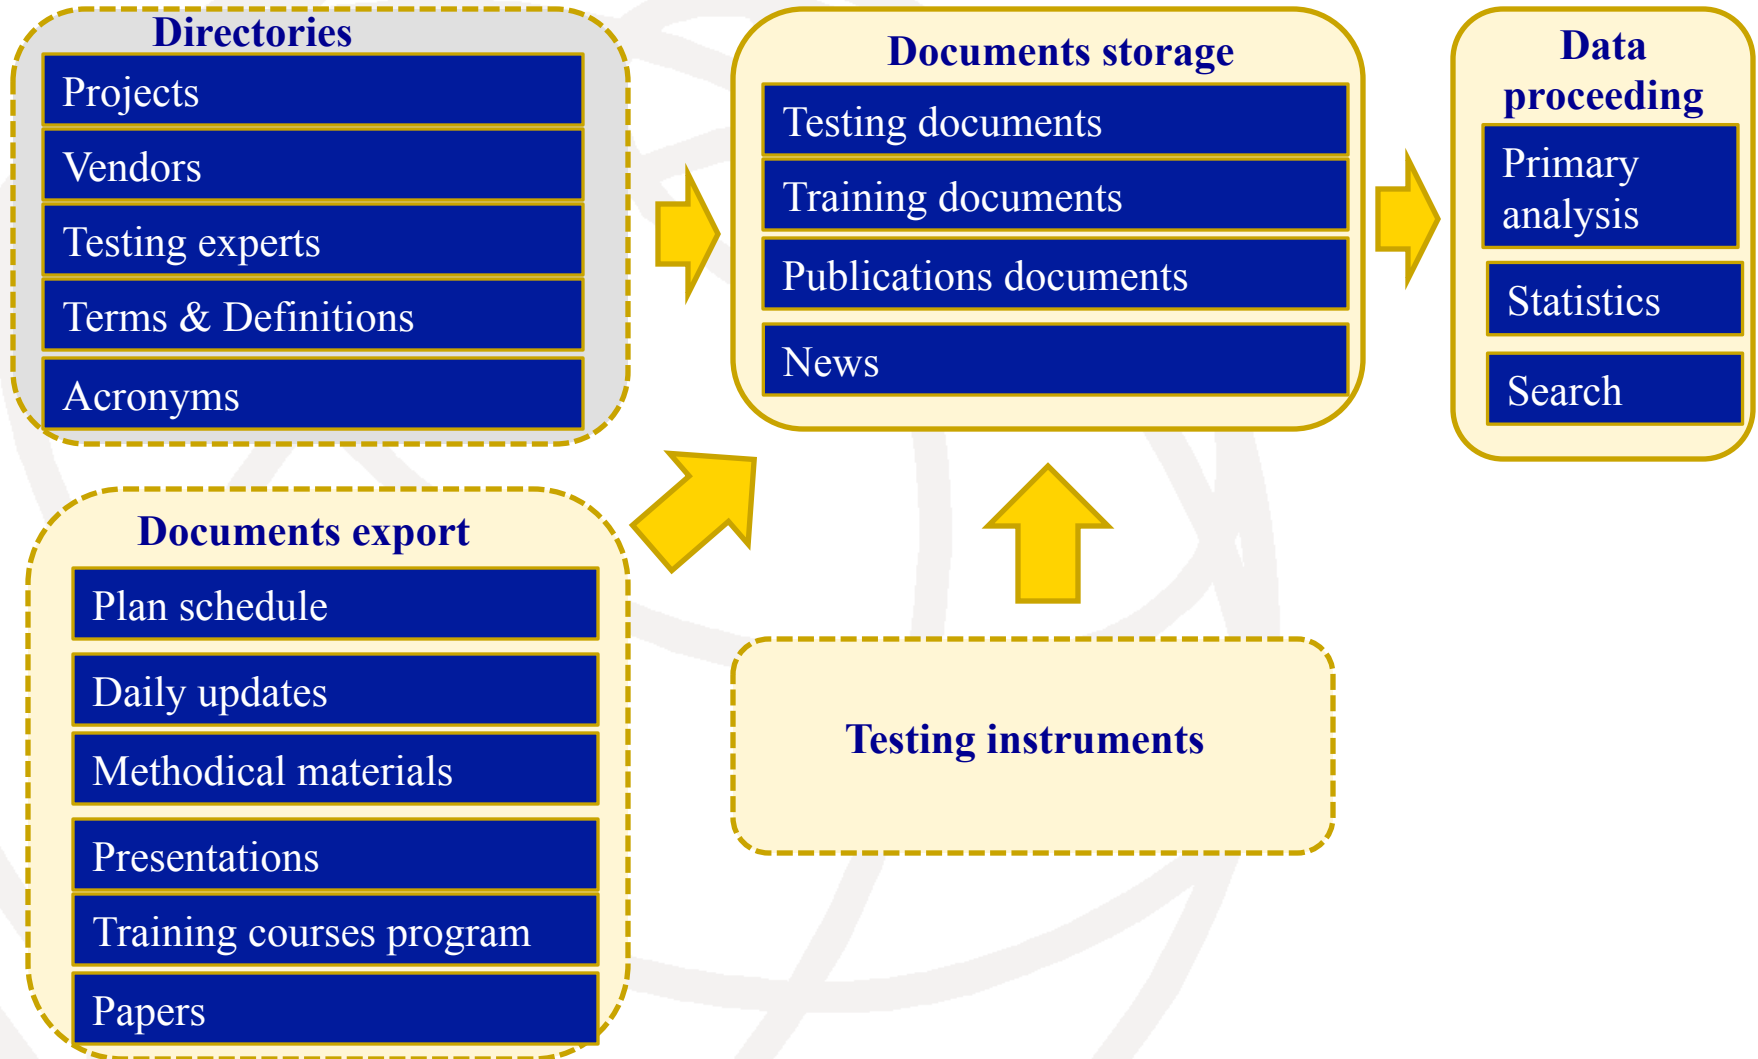 Directories
Projects
Vendors
Testing experts
Terms & Definitions
Acronyms
Documents storage
Testing documents
Training documents
Publications documents
News
Data
proceeding
Primary
analysis
Statistics
Search
Documents export
Plan schedule
Daily updates
Methodical materials
Presentations
Training courses program
Papers
Testing instruments